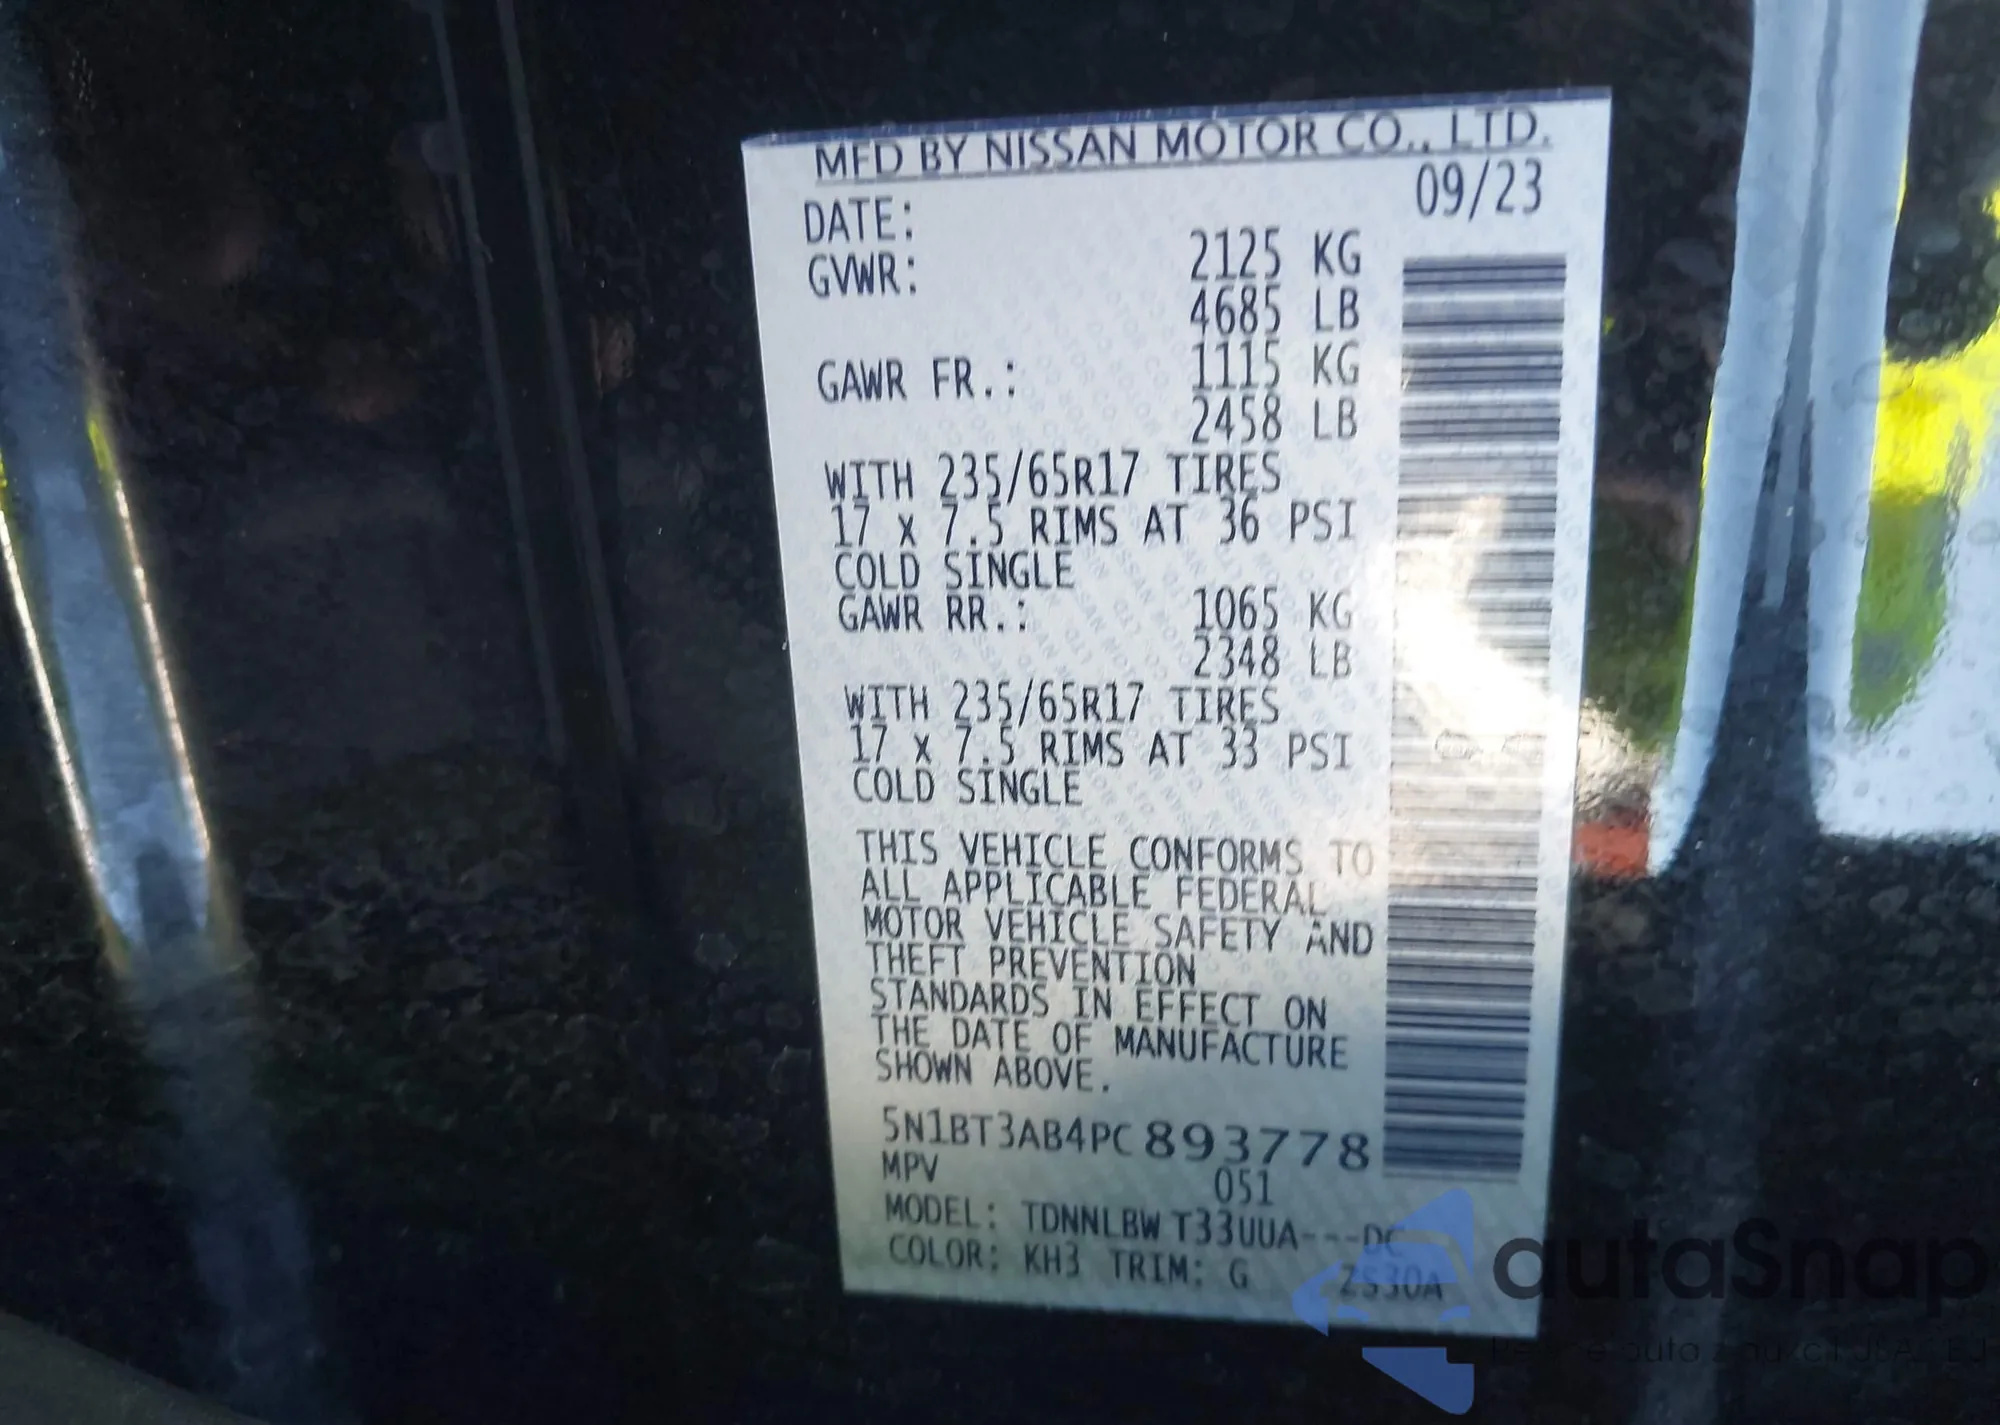 MFD BY NISSAN MOTOR CO., LTD.
DATE: 09/23
GVWR: 2125 KG
4685 LB
GAWR FR.: 1115 KG
2458 LB
WITH 235/65R17 TIRES
17 x 7.5 RIMS AT 36 PSI
COLD SINGLE
GAWR RR.: 1065 KG
2348 LB
WITH 235/65R17 TIRES
17 x 7.5 RIMS AT 33 PSI
COLD SINGLE
THIS VEHICLE CONFORMS TO
ALL APPLICABLE FEDERAL
MOTOR VEHICLE SAFETY AND
THEFT PREVENTION
STANDARDS IN EFFECT ON
THE DATE OF MANUFACTURE
SHOWN ABOVE.
5N1BT3AB4PC893778
MPV 051
MODEL: TDNNLBW T33UUA---DC
COLOR: KH3 TRIM: G ZS30A
autaSnap